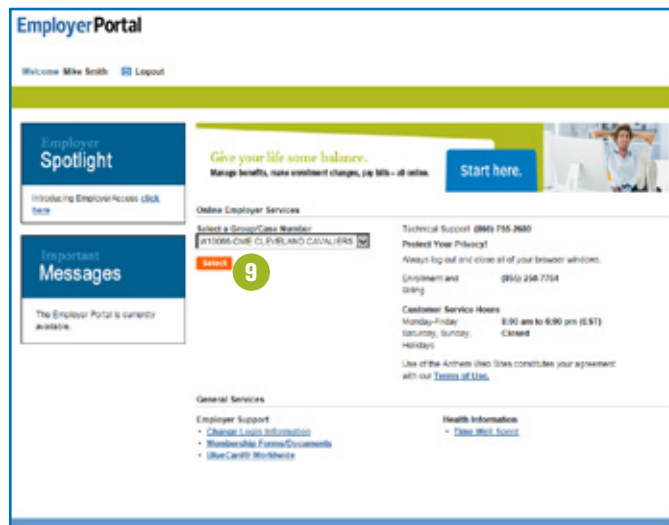 EmployerPortal
Welcome Mike Smith Logout
Employer
Spotlight
Introducing EmployerAccess click
here
Important
Messages
The Employer Portal is currently
available.
Give your life some balance.
Manage benefits, make enrollment changes, pay bills – all online.
Start here.
Online Employer Services
Select a Group/Case Number
CLEVELAND CAVALIERS
Select
9
Technical Support (866) 755-2680
Protect Your Privacy!
Always log out and close all of your browser windows.
Enrollment and (855) 250-7764
Billing
Customer Service Hours
Monday-Friday 8:00 am to 6:00 pm (EST)
Saturday, Sunday, Closed
Holidays
Use of the Anthem Web Sites constitutes your agreement
with our Terms of Use.
General Services
Employer Support
• Change Login Information
• Membership Forms/Documents
• BlueCard® Worldwide
Health Information
• Time Well Spent